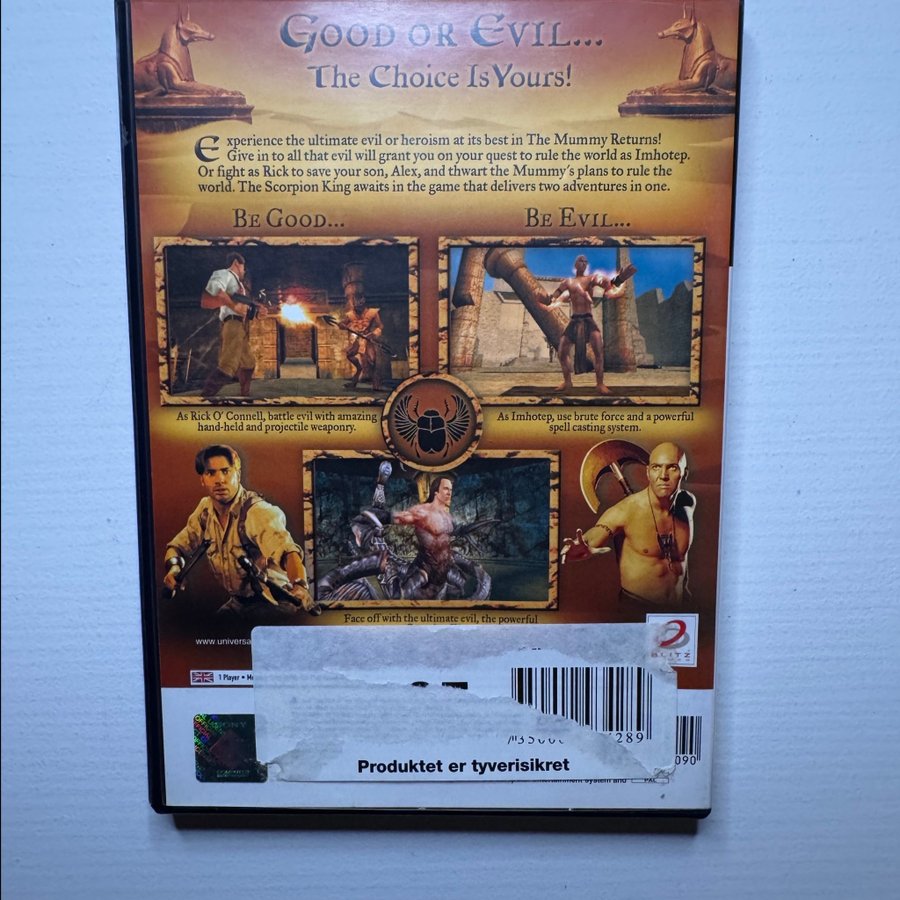 Good or Evil...
The Choice Is Yours!
Experience the ultimate evil or heroism at its best in The Mummy Returns!
Give in to all that evil will grant you on your quest to rule the world as Imhotep.
Or fight as Rick to save your son, Alex, and thwart the Mummy's plans to rule the
world. The Scorpion King awaits in the game that delivers two adventures in one.
Be Good...
Be Evil...
As Rick O' Connell, battle evil with amazing
hand-held and projectile weaponry.
As Imhotep, use brute force and a powerful
spell casting system.
Face off with the ultimate evil, the powerful
BLITZ
1 Player •
SONY
289
090
Produktet er tyverisikret
PAL